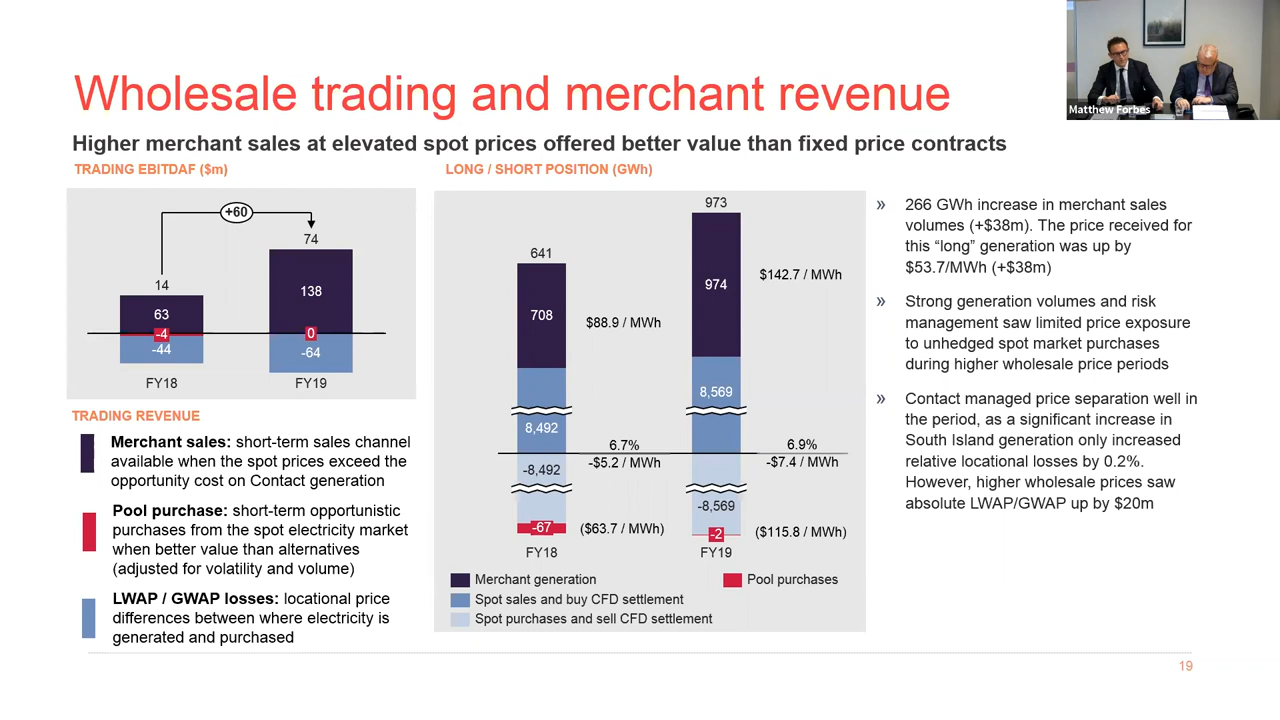 Matthew Forbes
Wholesale trading and merchant revenue
Higher merchant sales at elevated spot prices offered better value than fixed price contracts
TRADING EBITDAF ($m)
+60
74
14
138
63
-4
0
-44
-64
FY18
FY19
TRADING REVENUE
Merchant sales: short-term sales channel
available when the spot prices exceed the
opportunity cost on Contact generation
Pool purchase: short-term opportunistic
purchases from the spot electricity market
when better value than alternatives
(adjusted for volatility and volume)
LWAP / GWAP losses: locational price
differences between where electricity is
generated and purchased
LONG / SHORT POSITION (GWh)
973
641
974
$142.7 / MWh
708
$88.9 / MWh
8,569
8,492
6.7%
6.9%
-8,492
-$5.2 / MWh
-$7.4 / MWh
-8,569
-67
($63.7 / MWh)
-2
($115.8 / MWh)
FY18
FY19
Merchant generation
Pool purchases
Spot sales and buy CFD settlement
Spot purchases and sell CFD settlement
» 266 GWh increase in merchant sales
volumes (+$38m). The price received for
this “long” generation was up by
$53.7/MWh (+$38m)
» Strong generation volumes and risk
management saw limited price exposure
to unhedged spot market purchases
during higher wholesale price periods
» Contact managed price separation well in
the period, as a significant increase in
South Island generation only increased
relative locational losses by 0.2%.
However, higher wholesale prices saw
absolute LWAP/GWAP up by $20m
19